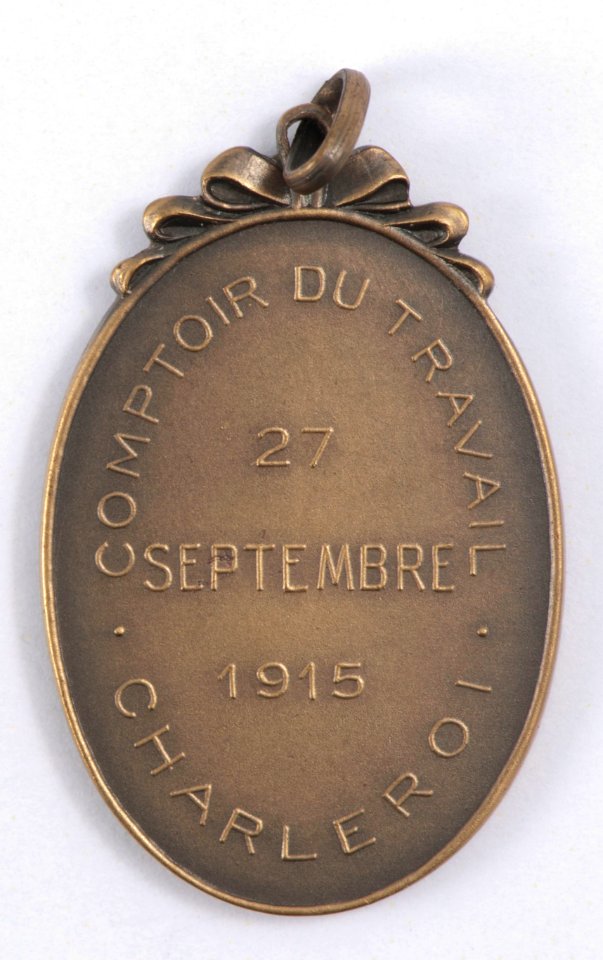 COMPTOIR DU TRAVAIL
27
SEPTEMBRE
1915
· CHARLEROI ·